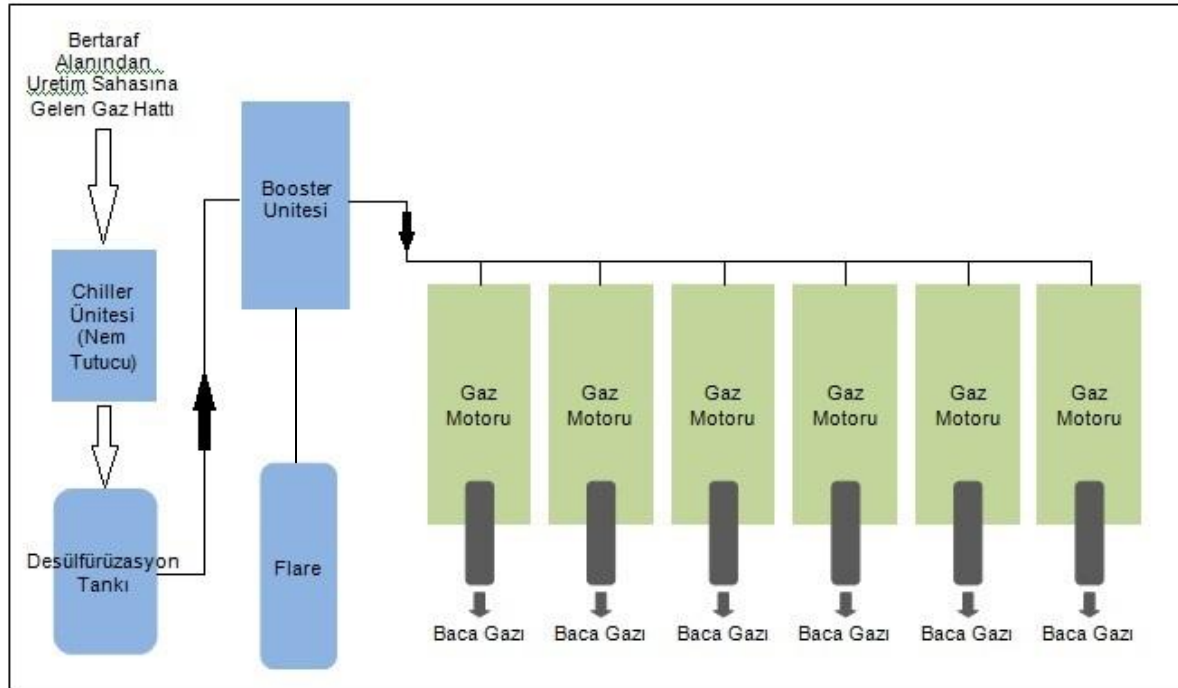 Bertaraf
Alanından
Uretim Sahasına
Gelen Gaz Hattı
Chiller
Ünitesi
(Nem
Tutucu)
Desülfürüzasyon
Tankı
Booster
Unitesi
Flare
Gaz
Motoru
Gaz
Motoru
Gaz
Motoru
Gaz
Motoru
Gaz
Motoru
Gaz
Motoru
Baca Gazı
Baca Gazı
Baca Gazı
Baca Gazı
Baca Gazı
Baca Gazı